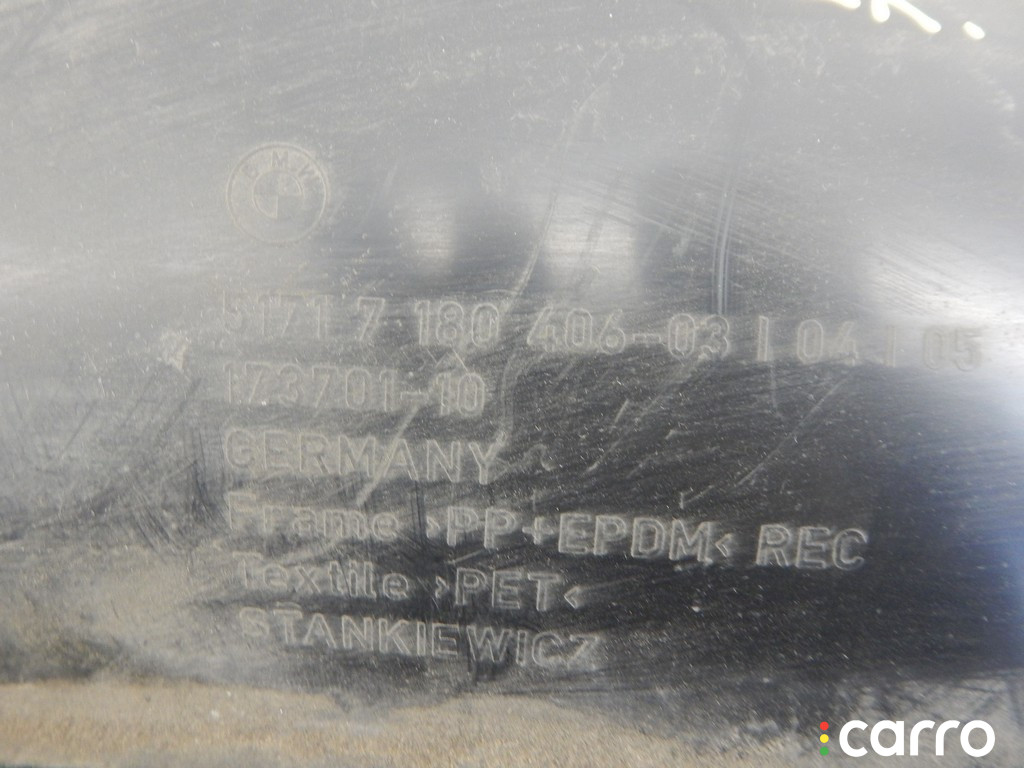 BMW
5171 7 180 406-03 | 04 | 05
173701-10
GERMANY
Frame >PP+EPDM< REC
Textile >PET<
STANKIEWICZ
carro